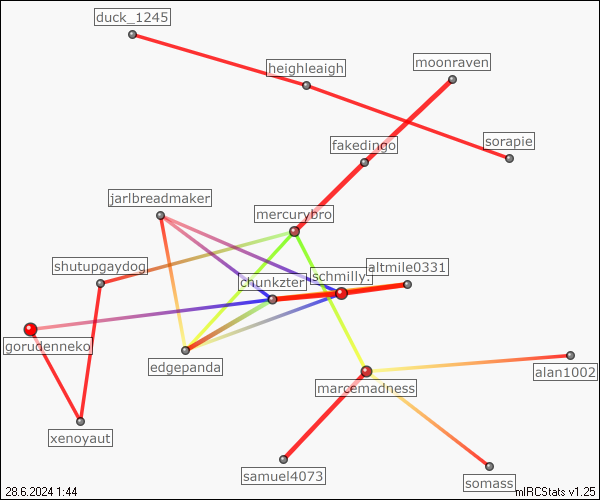 duck_1245
heighleaigh
moonraven
sorapie
fakedingo
jarlbreadmaker
mercurybro
shutupgaydog
chunkzter
schmilly.
altmile0331
gorudenneko
edgepanda
marcemadness
alan1002
xenoyaut
samuel4073
somass
28.6.2024 1:44
mIRCStats v1.25